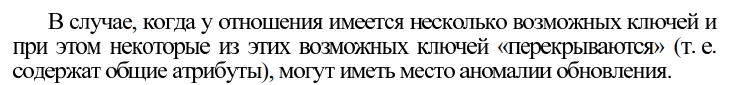 В случае, когда у отношения имеется несколько возможных ключей и
при этом некоторые из этих возможных ключей «перекрываются» (т. е.
содержат общие атрибуты), могут иметь место аномалии обновления.